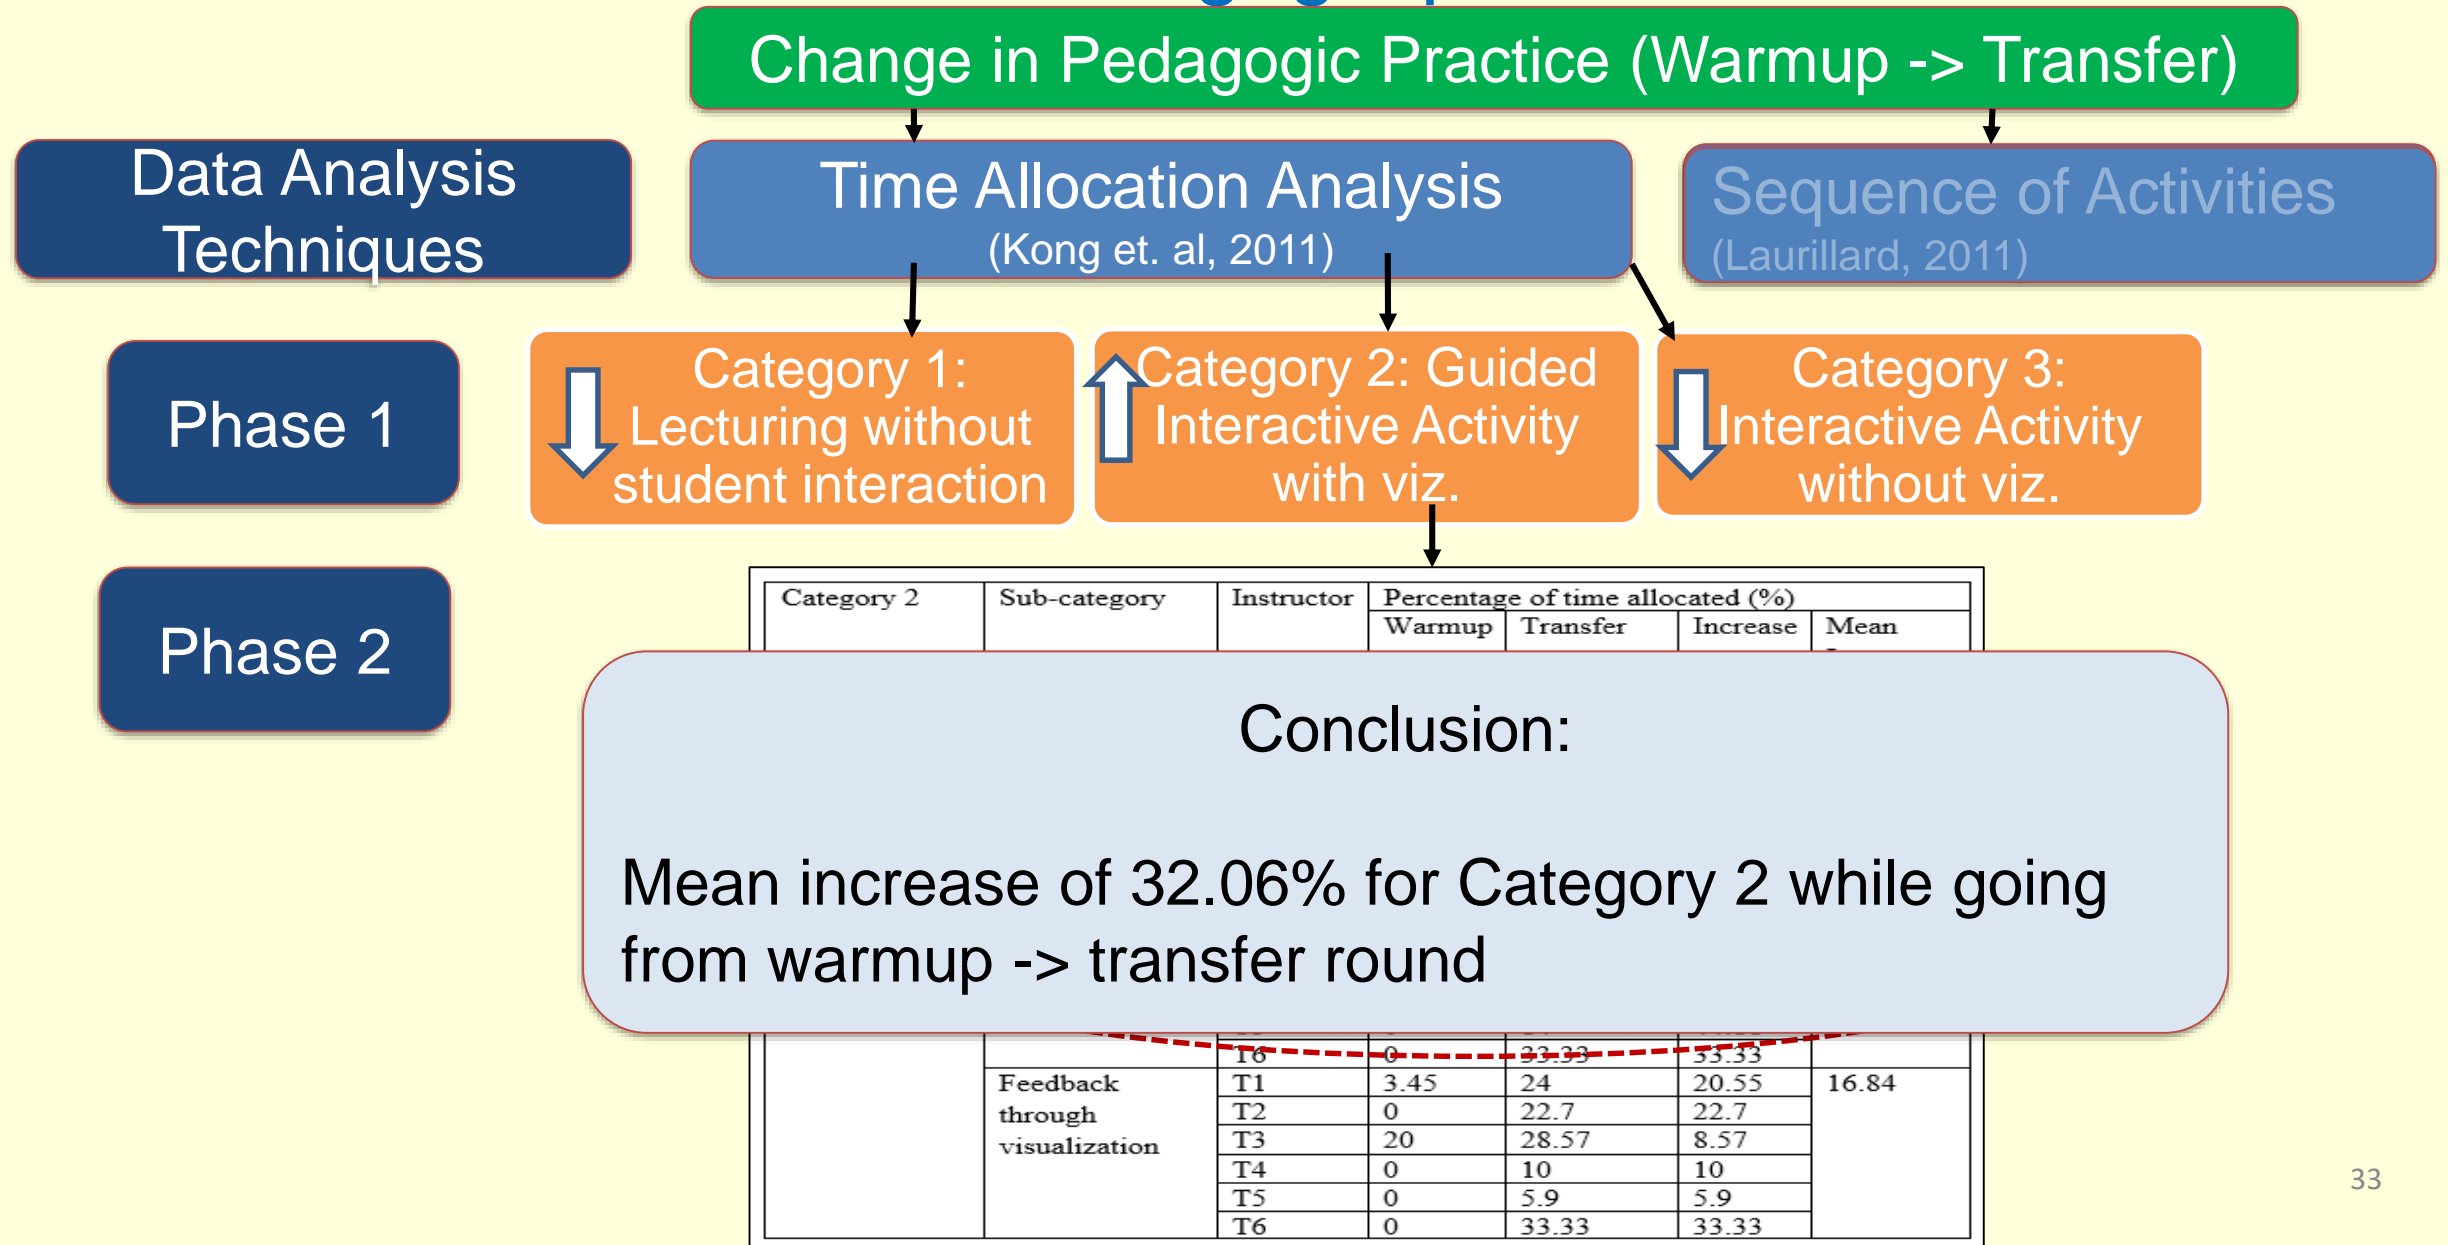 Change in Pedagogic Practice (Warmup -> Transfer)
Data Analysis
Techniques
Time Allocation Analysis
(Kong et. al, 2011)
Sequence of Activities
(Laurillard, 2011)
Phase 1
Category 1:
Lecturing without
student interaction
Category 2: Guided
Interactive Activity
with viz.
Category 3:
Interactive Activity
without viz.
Phase 2
Category 2 Sub-category Instructor Percentage of time allocated (%)
Warmup Transfer Increase Mean
Conclusion:
Mean increase of 32.06% for Category 2 while going
from warmup -> transfer round
T6 0 33.33 33.33
Feedback T1 3.45 24 20.55 16.84
through T2 0 22.7 22.7
visualization T3 20 28.57 8.57
T4 0 10 10
T5 0 5.9 5.9
T6 0 33.33 33.33
33